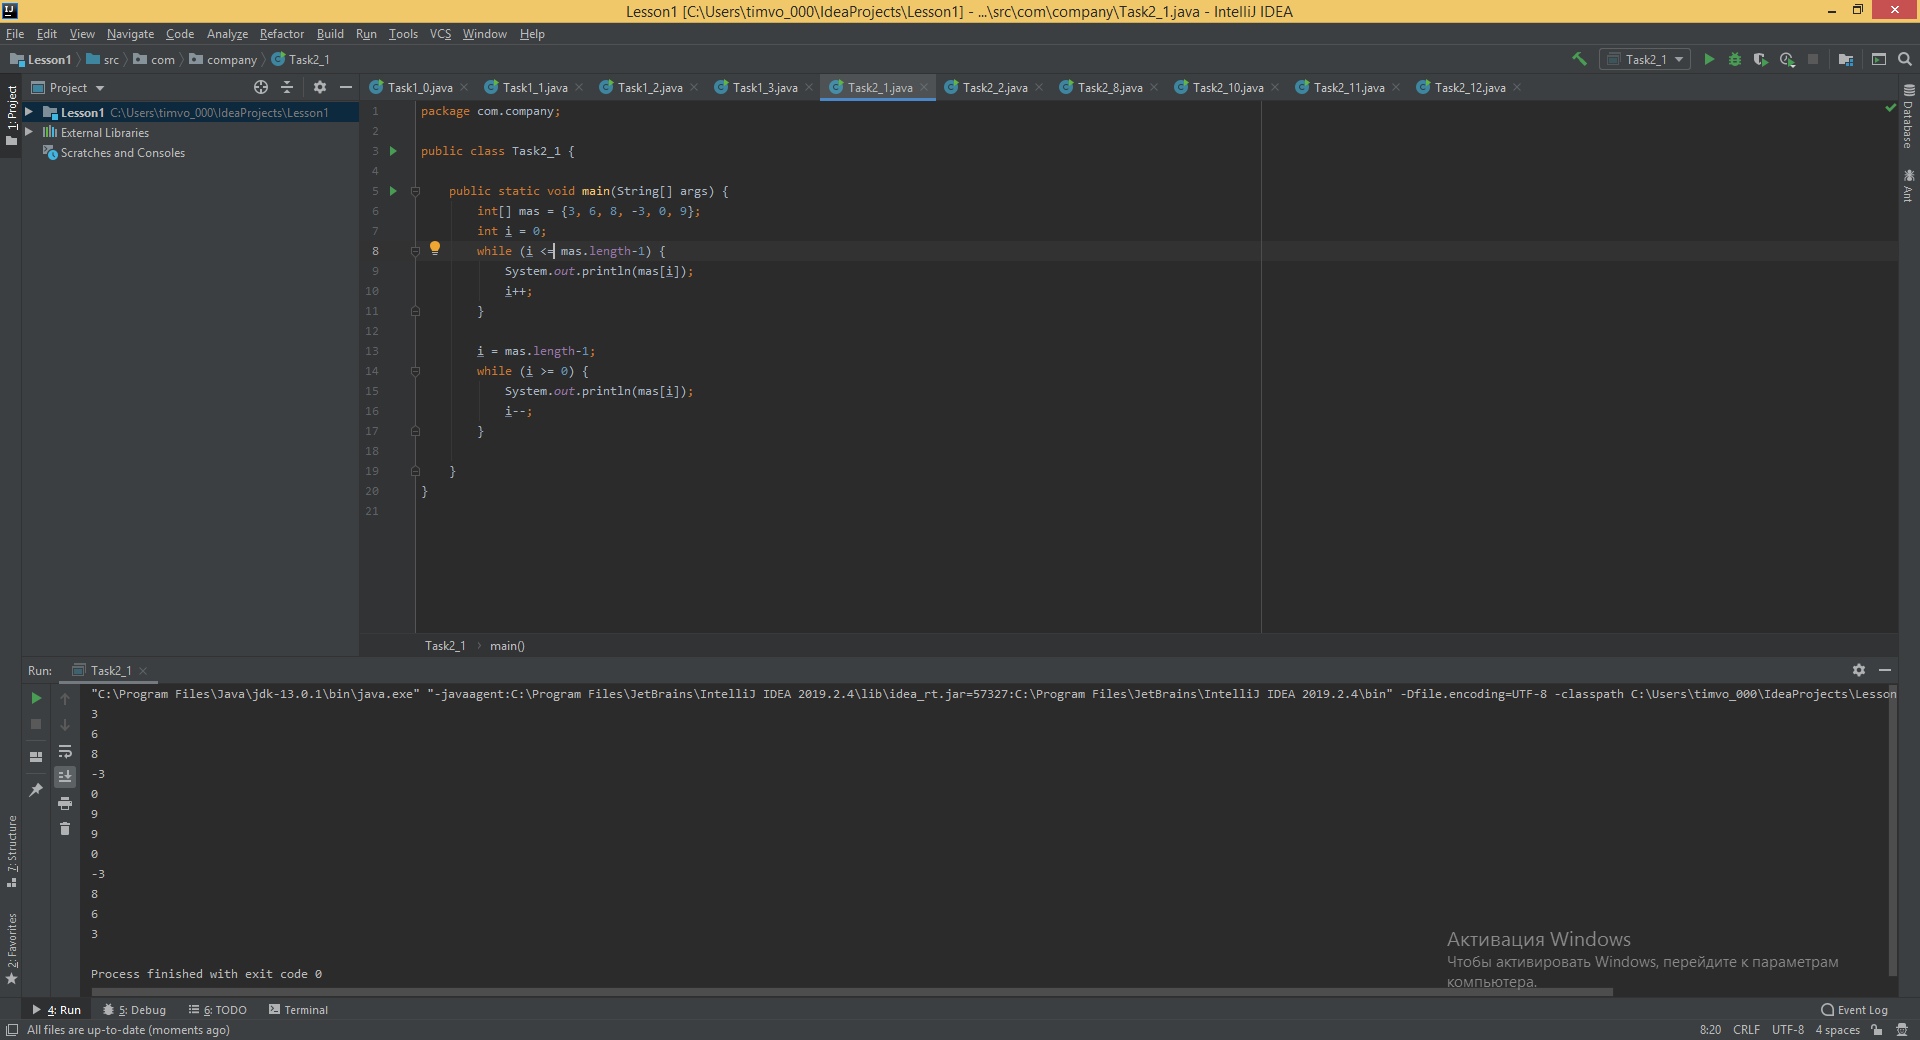 Lesson1 [C:\Users\timvo_000\IdeaProjects\Lesson1] - ...\src\com\company\Task2_1.java - IntelliJ IDEA
File Edit View Navigate Code Analyze Refactor Build Run Tools VCS Window Help
Lesson1 src com company Task2_1
Task2_1
1: Project
Project
Task1_0.java Task1_1.java Task1_2.java Task1_3.java Task2_1.java Task2_2.java Task2_8.java Task2_10.java Task2_11.java Task2_12.java
Lesson1 C:\Users\timvo_000\IdeaProjects\Lesson1
External Libraries
Scratches and Consoles
1 package com.company;
2
3 public class Task2_1 {
4
5 public static void main(String[] args) {
6 int[] mas = {3, 6, 8, -3, 0, 9};
7 int i = 0;
8 while (i <= mas.length-1) {
9 System.out.println(mas[i]);
10 i++;
11 }
12
13 i = mas.length-1;
14 while (i >= 0) {
15 System.out.println(mas[i]);
16 i--;
17 }
18
19 }
20 }
21
Database
Ant
Task2_1 main()
Run: Task2_1
"C:\Program Files\Java\jdk-13.0.1\bin\java.exe" "-javaagent:C:\Program Files\JetBrains\IntelliJ IDEA 2019.2.4\lib\idea_rt.jar=57327:C:\Program Files\JetBrains\IntelliJ IDEA 2019.2.4\bin" -Dfile.encoding=UTF-8 -classpath C:\Users\timvo_000\IdeaProjects\Lesson
3
6
8
-3
0
9
9
0
-3
8
6
3
Process finished with exit code 0
7: Structure
2: Favorites
Активация Windows
Чтобы активировать Windows, перейдите к параметрам
компьютера.
4: Run 5: Debug 6: TODO Terminal
Event Log
All files are up-to-date (moments ago)
8:20 CRLF UTF-8 4 spaces